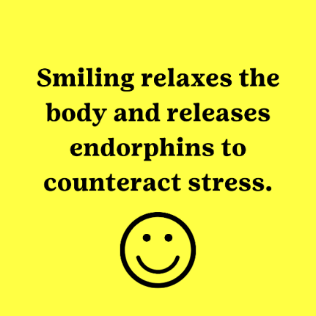 Smiling relaxes the
body and releases
endorphins to
counteract stress.